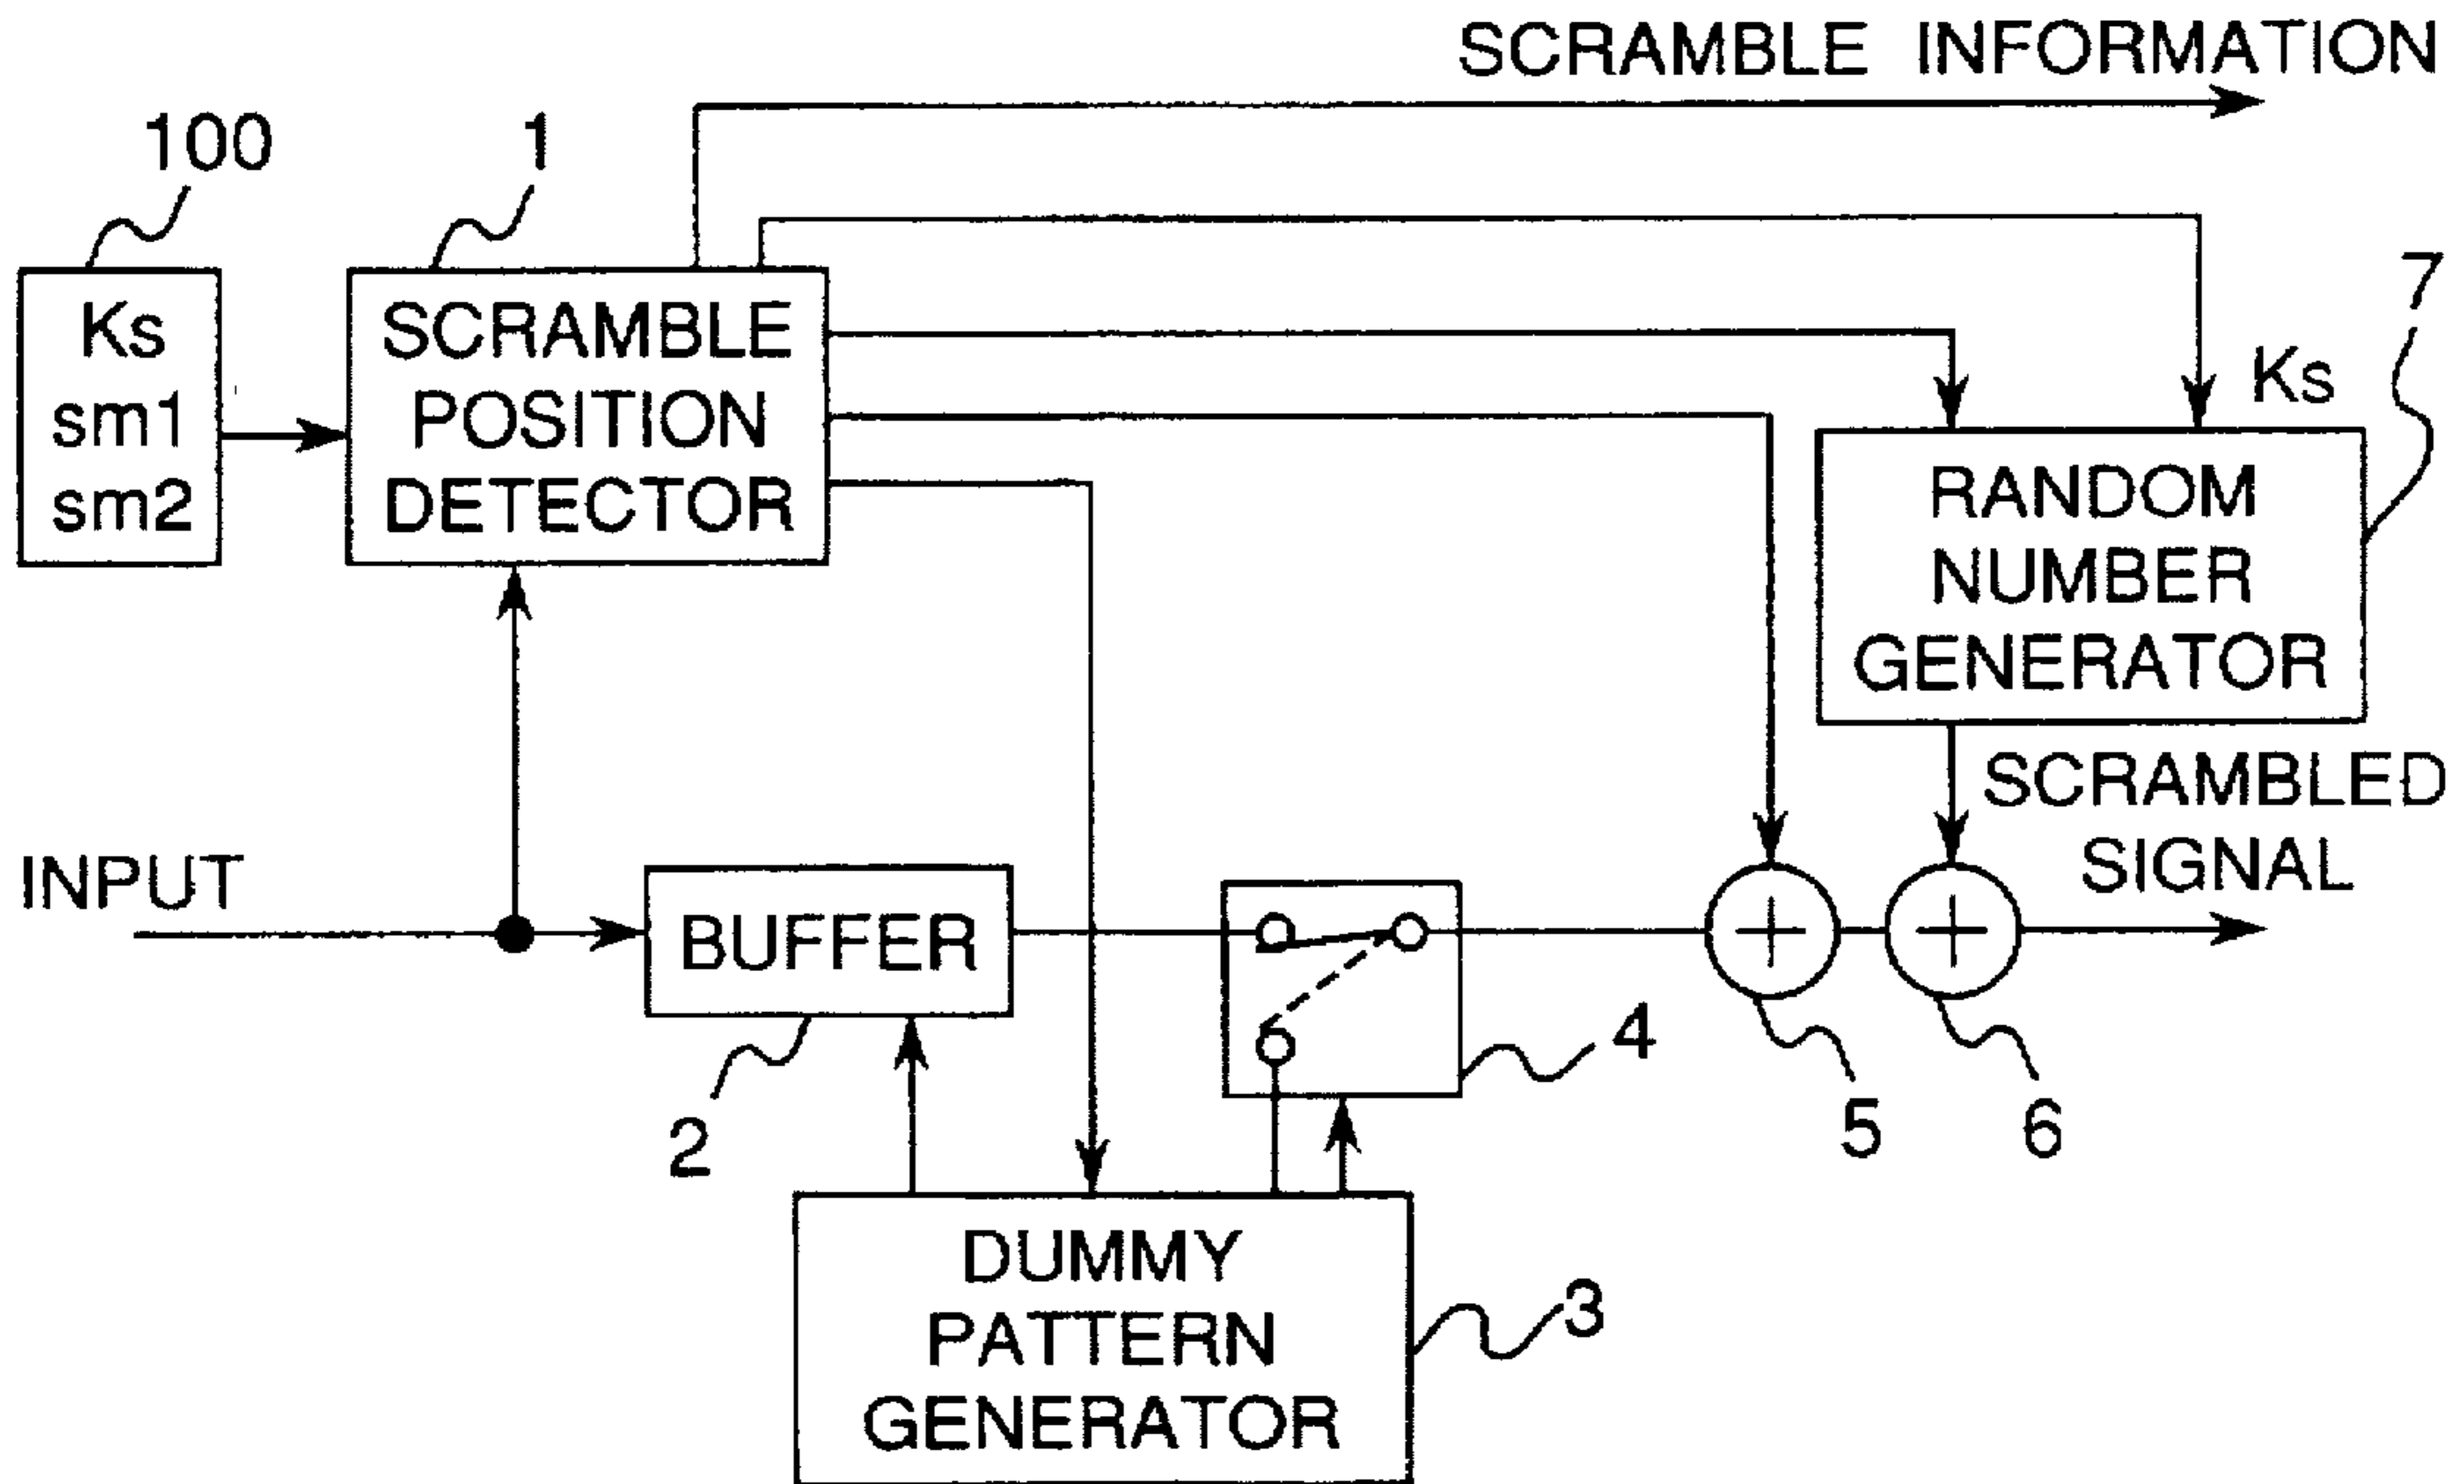 SCRAMBLE INFORMATION
100
1
Ks
sm1
sm2
SCRAMBLE
POSITION
DETECTOR
7
Ks
RANDOM
NUMBER
GENERATOR
SCRAMBLED
SIGNAL
INPUT
BUFFER
2
4
5
6
DUMMY
PATTERN
GENERATOR
3